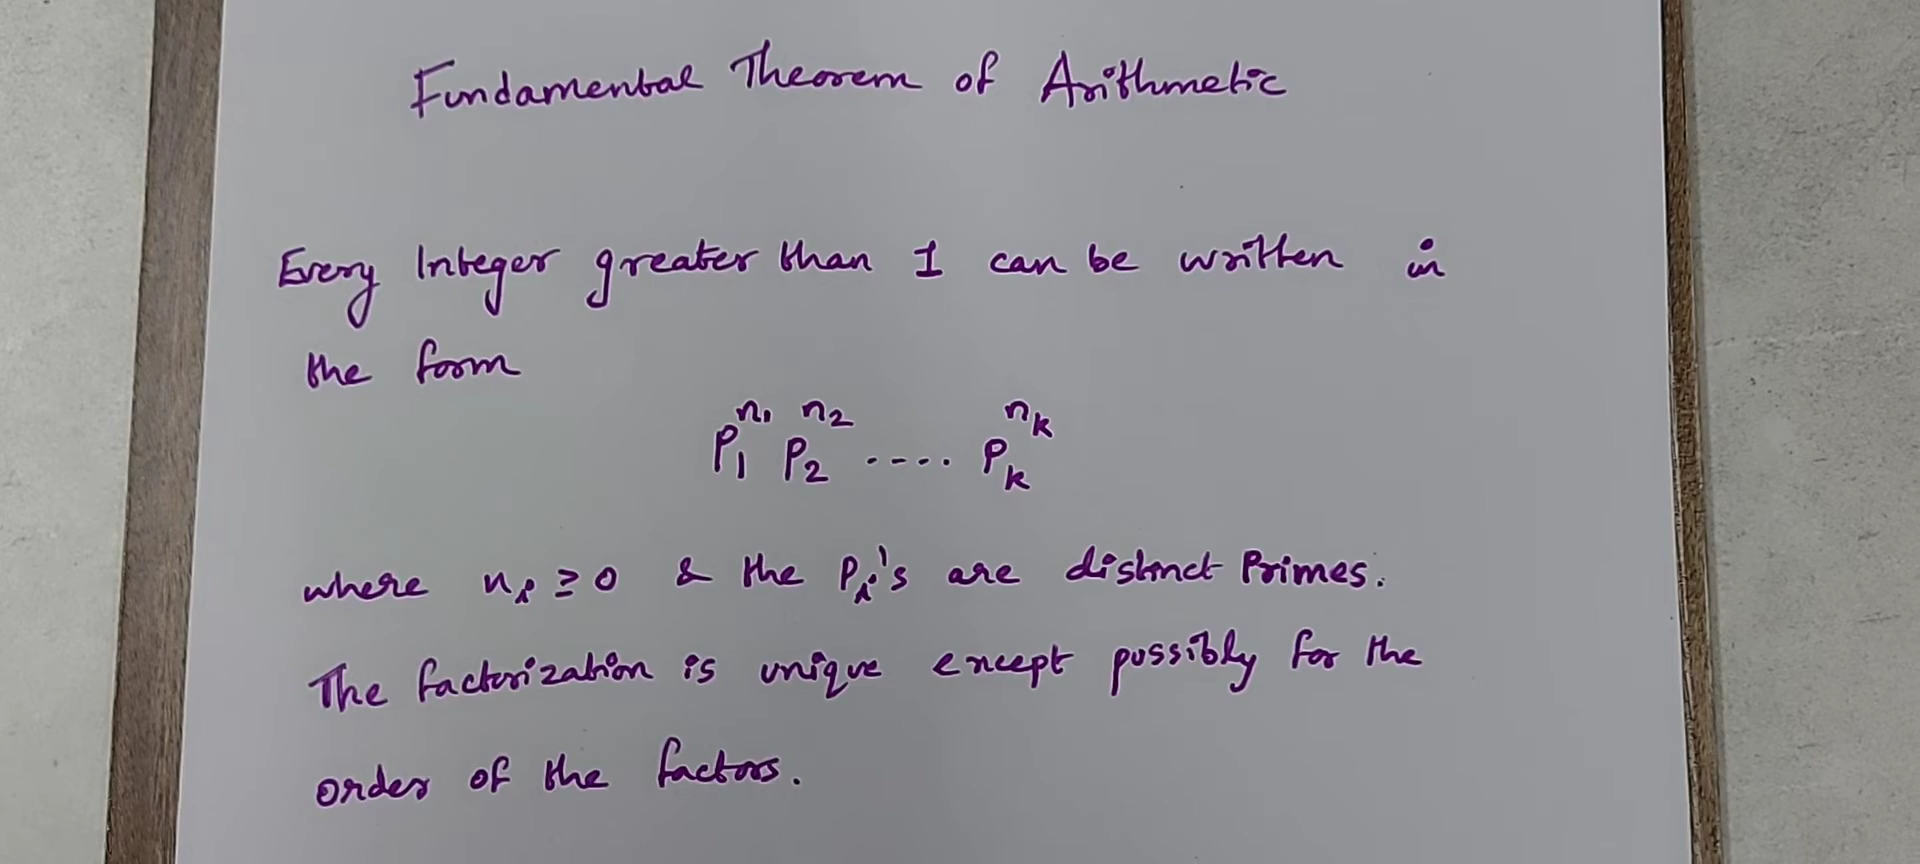 Fundamental Theorem of Arithmetic
Every Integer greater than 1 can be written in
the form
P₁^n₁ P₂^n₂ ..... P_k^n_k
where nᵢ ≥ 0 & the Pᵢ's are distinct Primes.
The factorization is unique except possibly for the
order of the factors.